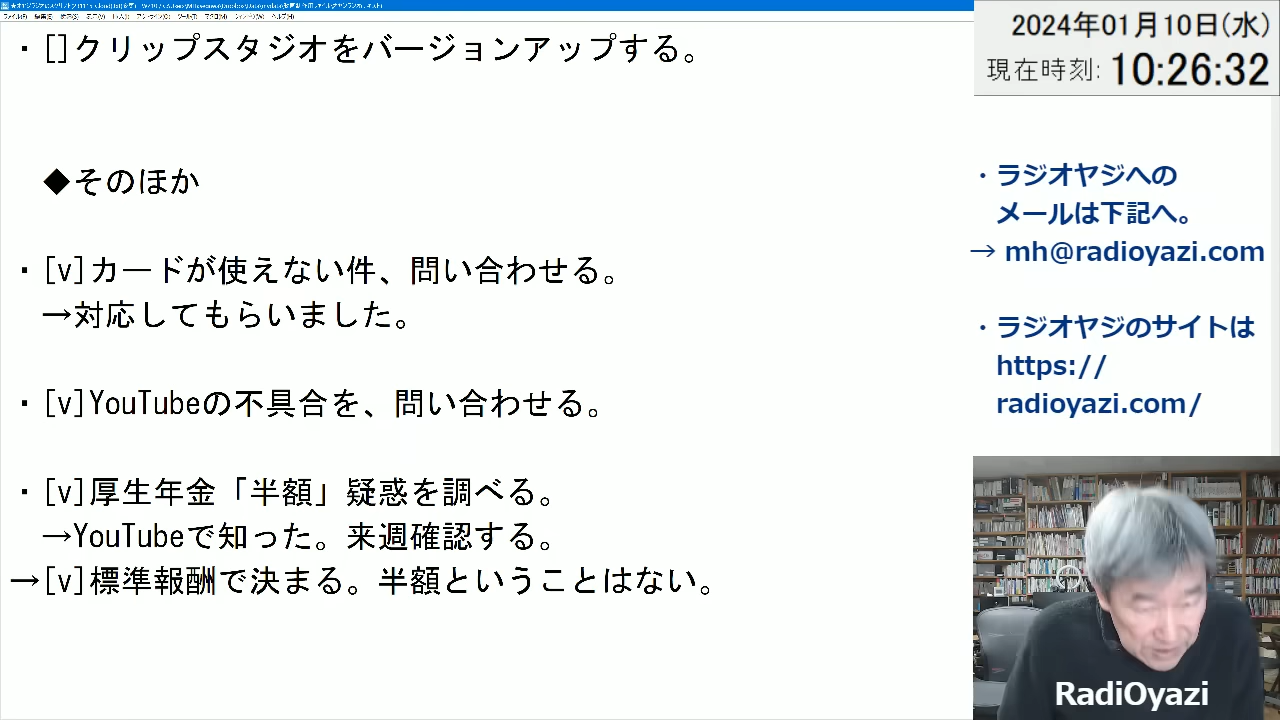 ・[]クリップスタジオをバージョンアップする。
◆そのほか
・[v]カードが使えない件、問い合わせる。
→対応してもらいました。
・[v]YouTubeの不具合を、問い合わせる。
・[v]厚生年金「半額」疑惑を調べる。
→YouTubeで知った。来週確認する。
→[v]標準報酬で決まる。半額ということはない。
2024年01月10日(水)
現在時刻: 10:26:32
・ラジオヤジへの
メールは下記へ。
→ mh@radioyazi.com
・ラジオヤジのサイトは
https://
radioyazi.com/
RadiOyazi